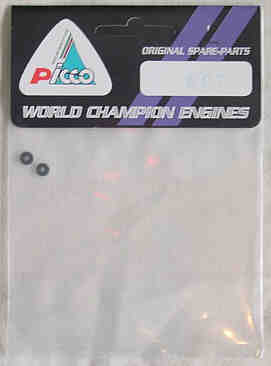 Picco
ORIGINAL SPARE-PARTS
WORLD CHAMPION ENGINES